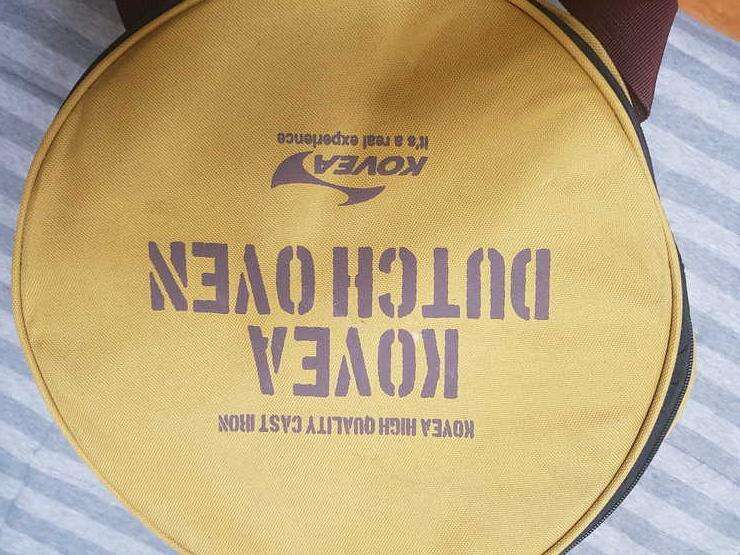 KOVEA HIGH QUALITY CAST IRON
KOVEA
DUTCH OVEN
KOVEA
It's a real experience